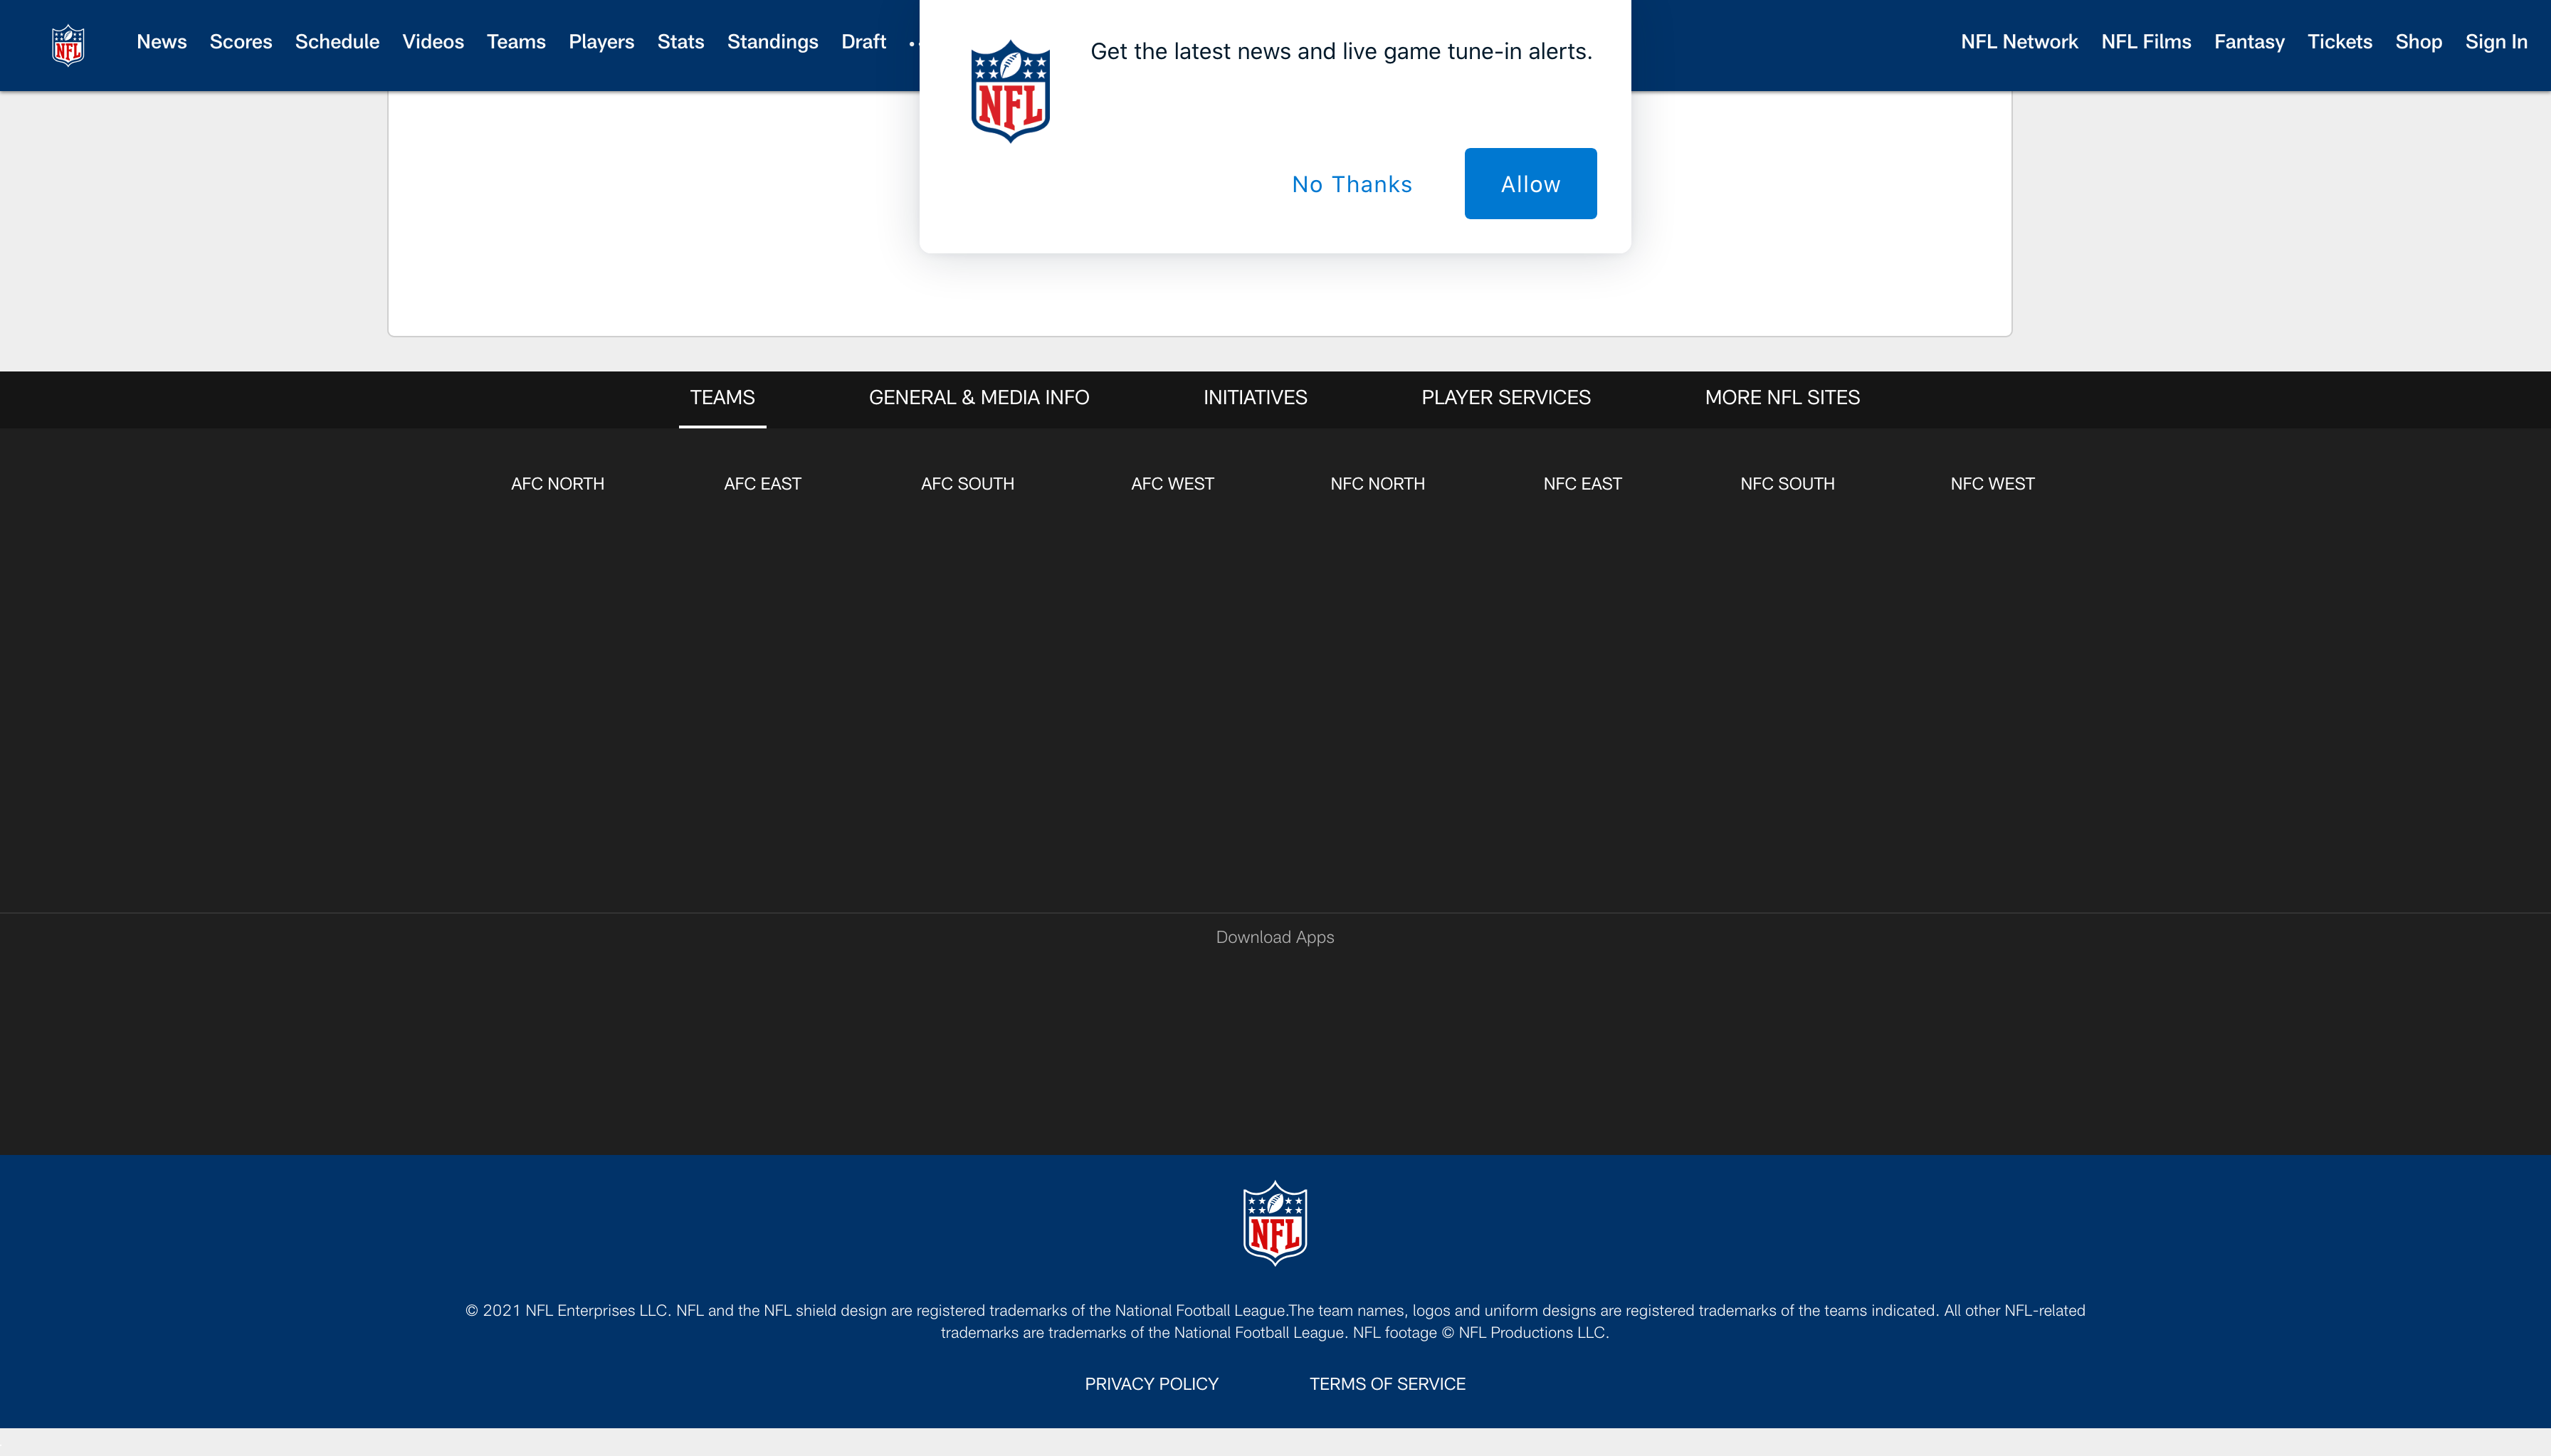 NFL
News Scores Schedule Videos Teams Players Stats Standings Draft
NFL
Get the latest news and live game tune-in alerts.
No Thanks Allow
NFL Network NFL Films Fantasy Tickets Shop Sign In
TEAMS GENERAL & MEDIA INFO INITIATIVES PLAYER SERVICES MORE NFL SITES
AFC NORTH AFC EAST AFC SOUTH AFC WEST NFC NORTH NFC EAST NFC SOUTH NFC WEST
Download Apps
NFL
© 2021 NFL Enterprises LLC. NFL and the NFL shield design are registered trademarks of the National Football League.The team names, logos and uniform designs are registered trademarks of the teams indicated. All other NFL-related
trademarks are trademarks of the National Football League. NFL footage © NFL Productions LLC.
PRIVACY POLICY TERMS OF SERVICE